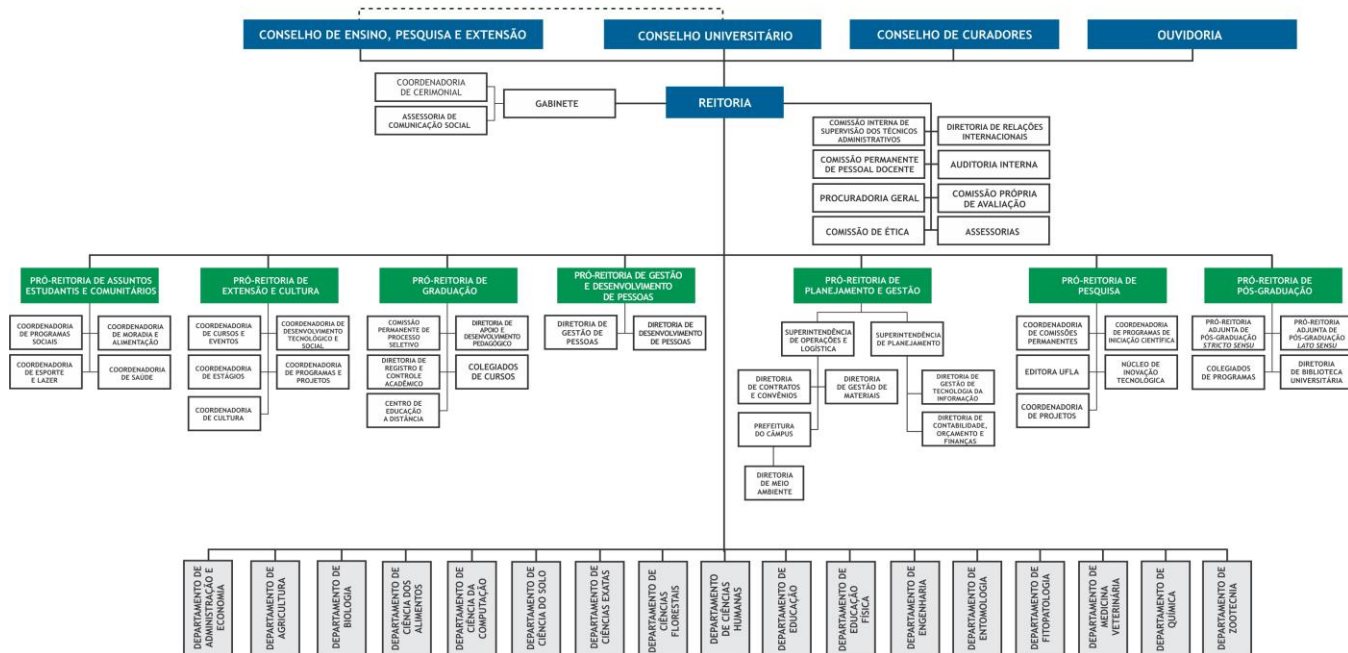 CONSELHO DE ENSINO, PESQUISA E EXTENSÃO
CONSELHO UNIVERSITÁRIO
CONSELHO DE CURADORES
OUVIDORIA
COORDENADORIA
DE CERIMONIAL
ASSESSORIA DE
COMUNICAÇÃO SOCIAL
GABINETE
REITORIA
COMISSÃO INTERNA DE
SUPERVISÃO DOS TÉCNICOS
ADMINISTRATIVOS
DIRETORIA DE RELAÇÕES
INTERNACIONAIS
COMISSÃO PERMANENTE
DE PESSOAL DOCENTE
AUDITORIA INTERNA
PROCURADORIA GERAL
COMISSÃO PRÓPRIA
DE AVALIAÇÃO
COMISSÃO DE ÉTICA
ASSESSORIAS
PRÓ-REITORIA DE ASSUNTOS
ESTUDANTIS E COMUNITÁRIOS
COORDENADORIA
DE PROGRAMAS
SOCIAIS
COORDENADORIA
DE MORADIA E
ALIMENTAÇÃO
COORDENADORIA
DE ESPORTE
E LAZER
COORDENADORIA
DE SAÚDE
PRÓ-REITORIA DE
EXTENSÃO E CULTURA
COORDENADORIA
DE CURSOS E
EVENTOS
COORDENADORIA DE
DESENVOLVIMENTO
TECNOLÓGICO E
SOCIAL
COORDENADORIA
DE ESTÁGIOS
COORDENADORIA
DE PROGRAMAS E
PROJETOS
COORDENADORIA
DE CULTURA
PRÓ-REITORIA DE
GRADUAÇÃO
COMISSÃO
PERMANENTE DE
PROCESSO
SELETIVO
DIRETORIA DE
APOIO E
DESENVOLVIMENTO
PEDAGÓGICO
DIRETORIA DE
REGISTRO E
CONTROLE
ACADÊMICO
COLEGIADOS
DE CURSOS
CENTRO DE
EDUCAÇÃO
A DISTÂNCIA
PRÓ-REITORIA DE GESTÃO
E DESENVOLVIMENTO
DE PESSOAS
DIRETORIA DE
GESTÃO DE
PESSOAS
DIRETORIA DE
DESENVOLVIMENTO
DE PESSOAS
PRÓ-REITORIA DE
PLANEJAMENTO E GESTÃO
SUPERINTENDÊNCIA
DE OPERAÇÕES E
LOGÍSTICA
SUPERINTENDÊNCIA
DE PLANEJAMENTO
DIRETORIA
DE CONTRATOS
E CONVÊNIOS
DIRETORIA
DE GESTÃO DE
MATERIAIS
DIRETORIA DE
GESTÃO DE
TECNOLOGIA DA
INFORMAÇÃO
PREFEITURA
DO CÂMPUS
DIRETORIA DE
CONTABILIDADE,
ORÇAMENTO E
FINANÇAS
DIRETORIA
DE MEIO
AMBIENTE
PRÓ-REITORIA DE
PESQUISA
COORDENADORIA
DE COMISSÕES
PERMANENTES
COORDENADORIA
DE PROGRAMAS DE
INICIAÇÃO CIENTÍFICA
EDITORA UFLA
NÚCLEO DE
INOVAÇÃO
TECNOLÓGICA
COORDENADORIA
DE PROJETOS
PRÓ-REITORIA DE
PÓS-GRADUAÇÃO
PRÓ-REITORIA
ADJUNTA DE
PÓS-GRADUAÇÃO
STRICTO SENSU
PRÓ-REITORIA
ADJUNTA DE
PÓS-GRADUAÇÃO
LATO SENSU
COLEGIADOS
DE PROGRAMAS
DIRETORIA
DE BIBLIOTECA
UNIVERSITÁRIA
DEPARTAMENTO DE
ADMINISTRAÇÃO E
ECONOMIA
DEPARTAMENTO DE
AGRICULTURA
DEPARTAMENTO DE
BIOLOGIA
DEPARTAMENTO DE
CIÊNCIA DOS
ALIMENTOS
DEPARTAMENTO DE
CIÊNCIA DA
COMPUTAÇÃO
DEPARTAMENTO DE
CIÊNCIA DO SOLO
DEPARTAMENTO DE
CIÊNCIAS EXATAS
DEPARTAMENTO DE
CIÊNCIAS
FLORESTAIS
DEPARTAMENTO
DE CIÊNCIAS
HUMANAS
DEPARTAMENTO DE
EDUCAÇÃO
DEPARTAMENTO DE
EDUCAÇÃO
FÍSICA
DEPARTAMENTO DE
ENGENHARIA
DEPARTAMENTO DE
ENTOMOLOGIA
DEPARTAMENTO DE
FITOPATOLOGIA
DEPARTAMENTO DE
MEDICINA
VETERINÁRIA
DEPARTAMENTO DE
QUÍMICA
DEPARTAMENTO DE
ZOOTECNIA